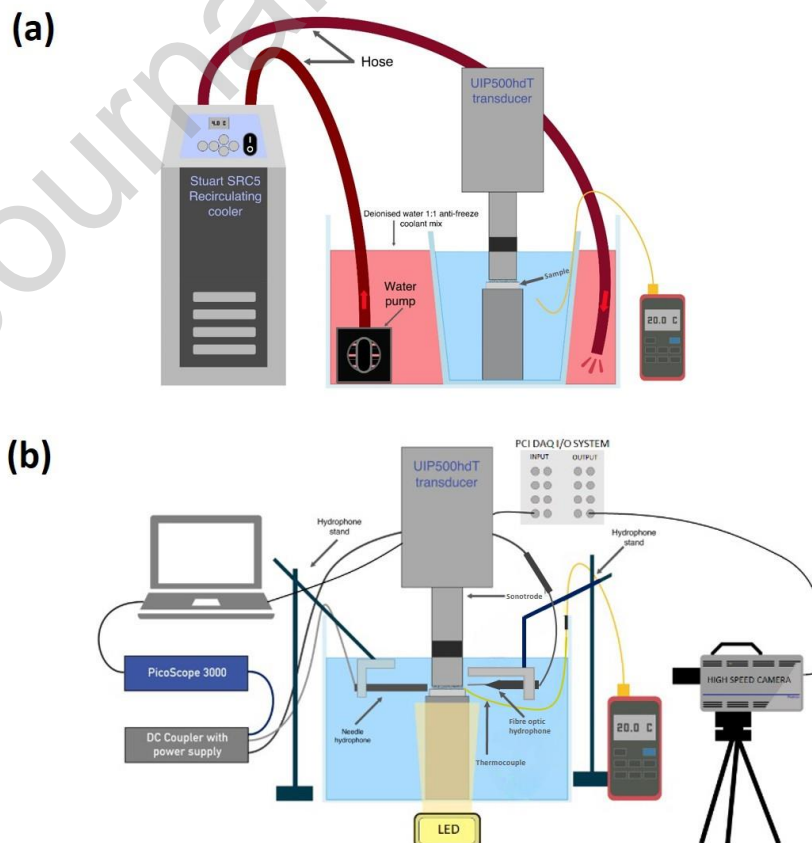 (a)
Journal
Hose
UIP500hdT
transducer
4.0 C
Stuart SRC5
Recirculating
cooler
Deionised water 1:1 anti-freeze
coolant mix
Sample
Water
pump
20.0 C
(b)
PCI DAQ I/O SYSTEM
INPUT
OUTPUT
UIP500hdT
transducer
Hydrophone
stand
Hydrophone
stand
Sonotrode
PicoScope 3000
HIGH SPEED CAMERA
Needle
hydrophone
Fibre optic
hydrophone
20.0 C
DC Coupler with
power supply
Thermocouple
LED